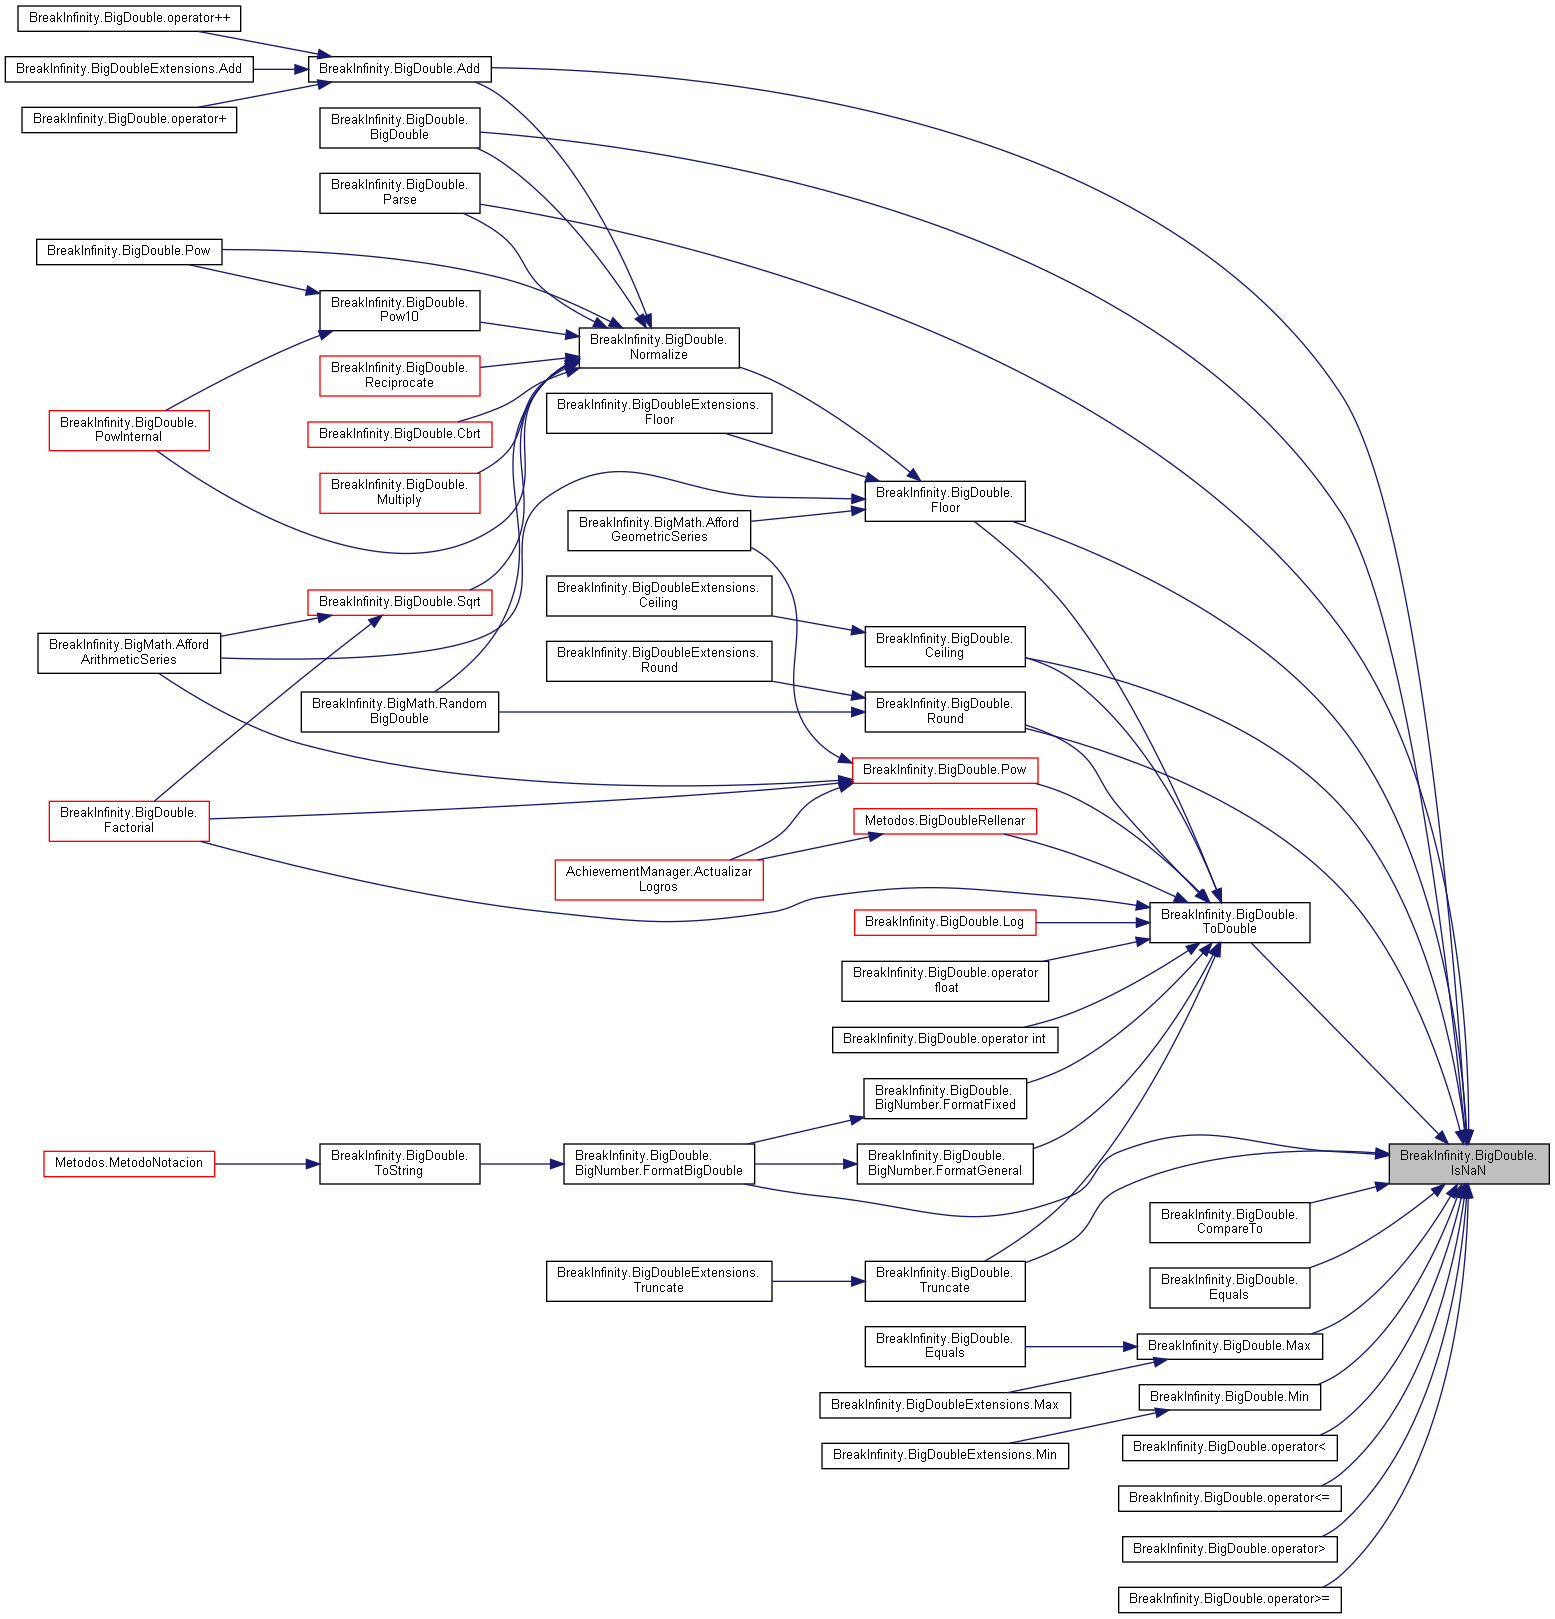 BreakInfinity.BigDouble.operator++
BreakInfinity.BigDoubleExtensions.Add
BreakInfinity.BigDouble.Add
BreakInfinity.BigDouble.operator+
BreakInfinity.BigDouble.
BigDouble
BreakInfinity.BigDouble.
Parse
BreakInfinity.BigDouble.Pow
BreakInfinity.BigDouble.
Pow10
BreakInfinity.BigDouble.
Normalize
BreakInfinity.BigDouble.
Reciprocate
BreakInfinity.BigDoubleExtensions.
Floor
BreakInfinity.BigDouble.
PowInternal
BreakInfinity.BigDouble.Cbrt
BreakInfinity.BigDouble.
Multiply
BreakInfinity.BigDouble.
Floor
BreakInfinity.BigMath.Afford
GeometricSeries
BreakInfinity.BigDoubleExtensions.
Ceiling
BreakInfinity.BigDouble.Sqrt
BreakInfinity.BigMath.Afford
ArithmeticSeries
BreakInfinity.BigDouble.
Ceiling
BreakInfinity.BigDoubleExtensions.
Round
BreakInfinity.BigMath.Random
BigDouble
BreakInfinity.BigDouble.
Round
BreakInfinity.BigDouble.Pow
BreakInfinity.BigDouble.
Factorial
Metodos.BigDoubleRellenar
AchievementManager.Actualizar
Logros
BreakInfinity.BigDouble.Log
BreakInfinity.BigDouble.
ToDouble
BreakInfinity.BigDouble.operator
float
BreakInfinity.BigDouble.operator int
BreakInfinity.BigDouble.
BigNumber.FormatFixed
Metodos.MetodoNotacion
BreakInfinity.BigDouble.
ToString
BreakInfinity.BigDouble.
BigNumber.FormatBigDouble
BreakInfinity.BigDouble.
BigNumber.FormatGeneral
BreakInfinity.BigDouble.
IsNaN
BreakInfinity.BigDouble.
CompareTo
BreakInfinity.BigDoubleExtensions.
Truncate
BreakInfinity.BigDouble.
Truncate
BreakInfinity.BigDouble.
Equals
BreakInfinity.BigDouble.
Equals
BreakInfinity.BigDouble.Max
BreakInfinity.BigDoubleExtensions.Max
BreakInfinity.BigDouble.Min
BreakInfinity.BigDoubleExtensions.Min
BreakInfinity.BigDouble.operator<
BreakInfinity.BigDouble.operator<=
BreakInfinity.BigDouble.operator>
BreakInfinity.BigDouble.operator>=